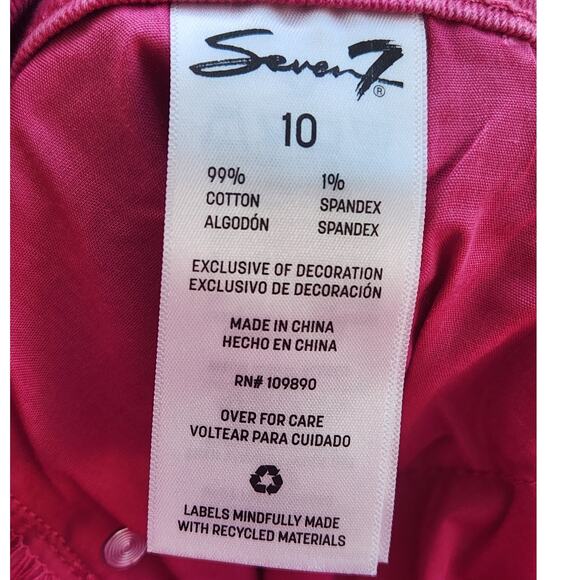 Seven7®
10
99% 1%
COTTON SPANDEX
ALGODÓN SPANDEX
EXCLUSIVE OF DECORATION
EXCLUSIVO DE DECORACIÓN
MADE IN CHINA
HECHO EN CHINA
RN# 109890
OVER FOR CARE
VOLTEAR PARA CUIDADO
LABELS MINDFULLY MADE
WITH RECYCLED MATERIALS